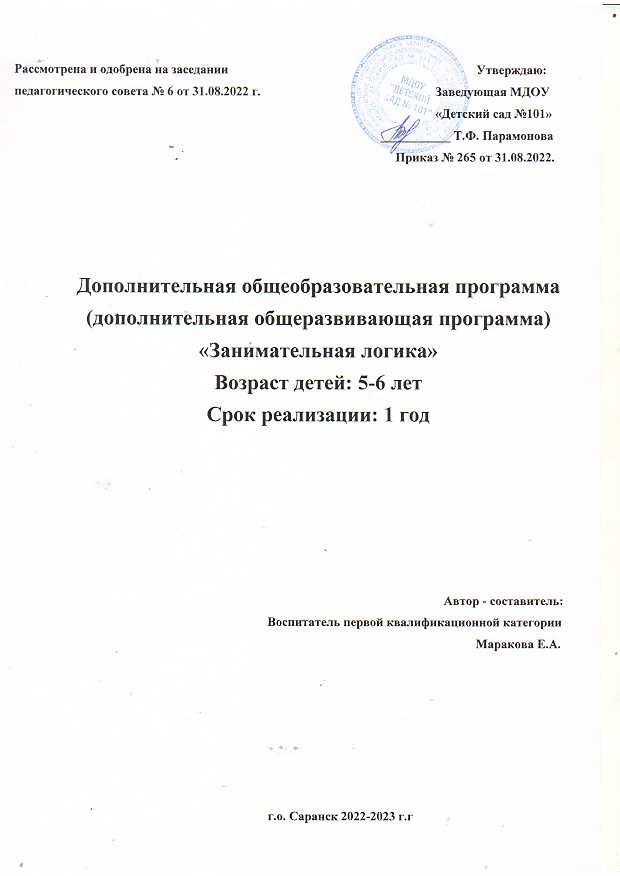 Рассмотрена и одобрена на заседании
педагогического совета № 6 от 31.08.2022 г.
Утверждаю:
Заведующая МДОУ
«Детский сад №101»
____________ Т.Ф. Парамонова
Приказ № 265 от 31.08.2022.
МДОУ
"ДЕТСКИЙ
САД № 101"
Дополнительная общеобразовательная программа
(дополнительная общеразвивающая программа)
«Занимательная логика»
Возраст детей: 5-6 лет
Срок реализации: 1 год
Автор - составитель:
Воспитатель первой квалификационной категории
Маракова Е.А.
г.о. Саранск 2022-2023 г.г